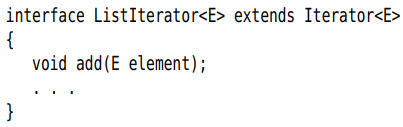 interface ListIterator<E> extends Iterator<E>
{
void add(E element);
. . .
}